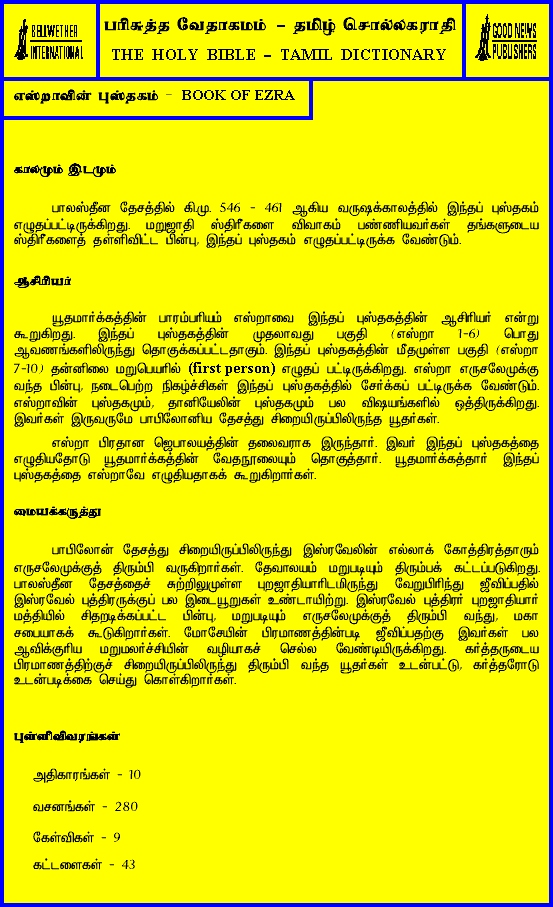 BELLWETHER
INTERNATIONAL
பரிசுத்த வேதாகமம் – தமிழ் சொல்லகராதி
THE HOLY BIBLE – TAMIL DICTIONARY
GOOD NEWS
PUBLISHERS
எஸ்றாவின் புஸ்தகம் – BOOK OF EZRA
காலமும் இடமும்
பாலஸ்தீன தேசத்தில் கி.மு. 546 – 461 ஆகிய வருஷக்காலத்தில் இந்தப் புஸ்தகம்
எழுதப்பட்டிருக்கிறது. மறுஜாதி ஸ்திரீகளை விவாகம் பண்ணியவர்கள் தங்களுடைய
ஸ்திரீகளைத் தள்ளிவிட்ட பின்பு, இந்தப் புஸ்தகம் எழுதப்பட்டிருக்க வேண்டும்.
ஆசிரியர்
யூதமார்க்கத்தின் பாரம்பரியம் எஸ்றாவை இந்தப் புஸ்தகத்தின் ஆசிரியர் என்று
கூறுகிறது. இந்தப் புஸ்தகத்தின் முதலாவது பகுதி (எஸ்றா 1-6) பொது
ஆவணங்களிலிருந்து தொகுக்கப்பட்டதாகும். இந்தப் புஸ்தகத்தின் மீதமுள்ள பகுதி (எஸ்றா
7-10) தன்னிலை மறுபெயரில் (first person) எழுதப் பட்டிருக்கிறது. எஸ்றா எருசலேமுக்கு
வந்த பின்பு, நடைபெற்ற நிகழ்ச்சிகள் இந்தப் புஸ்தகத்தில் சேர்க்கப் பட்டிருக்க வேண்டும்.
எஸ்றாவின் புஸ்தகமும், தானியேலின் புஸ்தகமும் பல விஷயங்களில் ஒத்திருக்கிறது.
இவர்கள் இருவருமே பாபிலோனிய தேசத்து சிறையிருப்பிலிருந்த யூதர்கள்.
எஸ்றா பிரதான ஜெபாலயத்தின் தலைவராக இருந்தார். இவர் இந்தப் புஸ்தகத்தை
எழுதியதோடு யூதமார்க்கத்தின் வேதநூலையும் தொகுத்தார். யூதமார்க்கத்தார் இந்தப்
புஸ்தகத்தை எஸ்றாவே எழுதியதாகக் கூறுகிறார்கள்.
மையக்கருத்து
பாபிலோன் தேசத்து சிறையிருப்பிலிருந்து இஸ்ரவேலின் எல்லாக் கோத்திரத்தாரும்
எருசலேமுக்குத் திரும்பி வருகிறார்கள். தேவாலயம் மறுபடியும் திரும்பக் கட்டப்படுகிறது.
பாலஸ்தீன தேசத்தைச் சுற்றிலுமுள்ள புறஜாதியாரிடமிருந்து வேறுபிரிந்து ஜீவிப்பதில்
இஸ்ரவேல் புத்திரருக்குப் பல இடையூறுகள் உண்டாயிற்று. இஸ்ரவேல் புத்திரர் புறஜாதியார்
மத்தியில் சிதறடிக்கப்பட்ட பின்பு, மறுபடியும் எருசலேமுக்குத் திரும்பி வந்து, மகா
சபையாகக் கூடுகிறார்கள். மோசேயின் பிரமாணத்தின்படி ஜீவிப்பதற்கு இவர்கள் பல
ஆவிக்குரிய மறுமலர்ச்சியின் வழியாகச் செல்ல வேண்டியிருக்கிறது. கர்த்தருடைய
பிரமாணத்திற்குச் சிறையிருப்பிலிருந்து திரும்பி வந்த யூதர்கள் உடன்பட்டு, கர்த்தரோடு
உடன்படிக்கை செய்து கொள்கிறார்கள்.
புள்ளிவிவரங்கள்
அதிகாரங்கள் – 10
வசனங்கள் – 280
கேள்விகள் – 9
கட்டளைகள் – 43